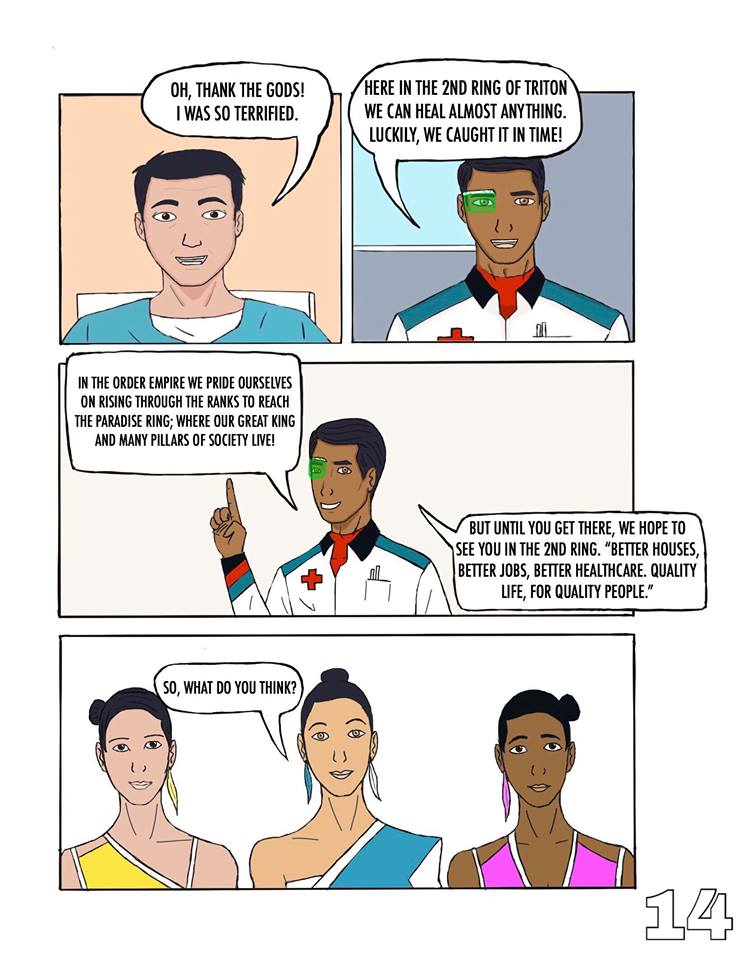 OH, THANK THE GODS!
I WAS SO TERRIFIED.
HERE IN THE 2ND RING OF TRITON
WE CAN HEAL ALMOST ANYTHING.
LUCKILY, WE CAUGHT IT IN TIME!
IN THE ORDER EMPIRE WE PRIDE OURSELVES
ON RISING THROUGH THE RANKS TO REACH
THE PARADISE RING; WHERE OUR GREAT KING
AND MANY PILLARS OF SOCIETY LIVE!
BUT UNTIL YOU GET THERE, WE HOPE TO
SEE YOU IN THE 2ND RING. “BETTER HOUSES,
BETTER JOBS, BETTER HEALTHCARE. QUALITY
LIFE, FOR QUALITY PEOPLE.”
SO, WHAT DO YOU THINK?
14